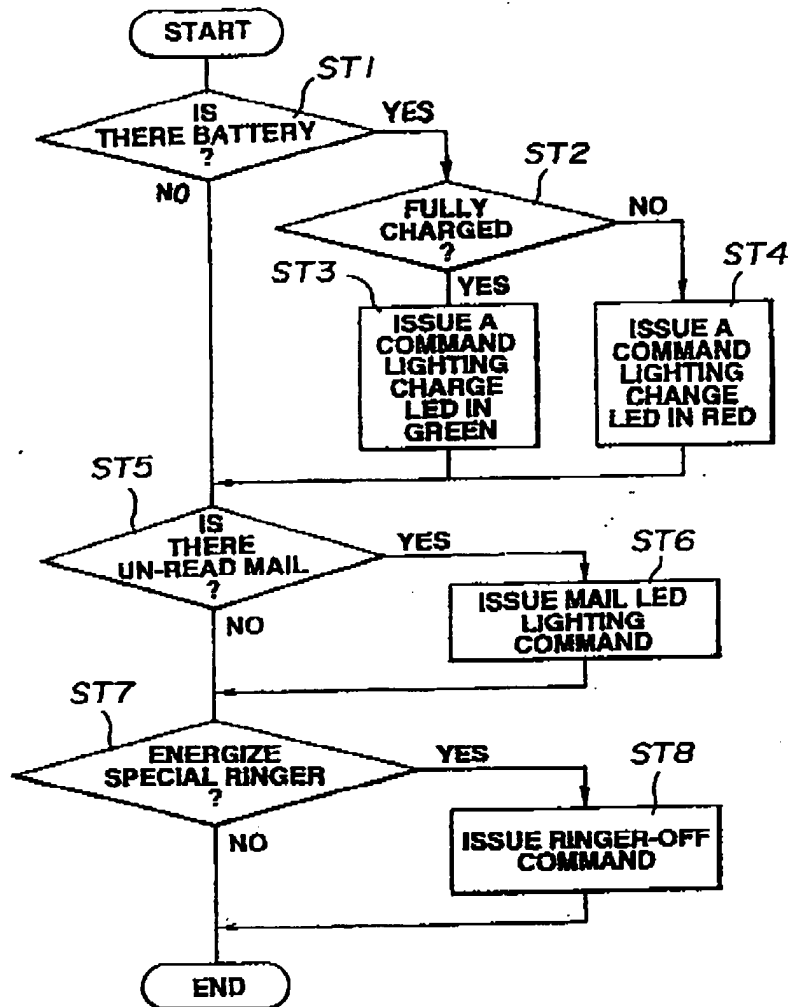 START
ST1
IS
THERE BATTERY
?
YES
NO
ST2
FULLY
CHARGED
?
NO
YES
ST3
ISSUE A
COMMAND
LIGHTING
CHARGE
LED IN
GREEN
ST4
ISSUE A
COMMAND
LIGHTING
CHANGE
LED IN RED
ST5
IS
THERE
UN-READ MAIL
?
YES
NO
ST6
ISSUE MAIL LED
LIGHTING
COMMAND
ST7
ENERGIZE
SPECIAL RINGER
?
YES
NO
ST8
ISSUE RINGER-OFF
COMMAND
END